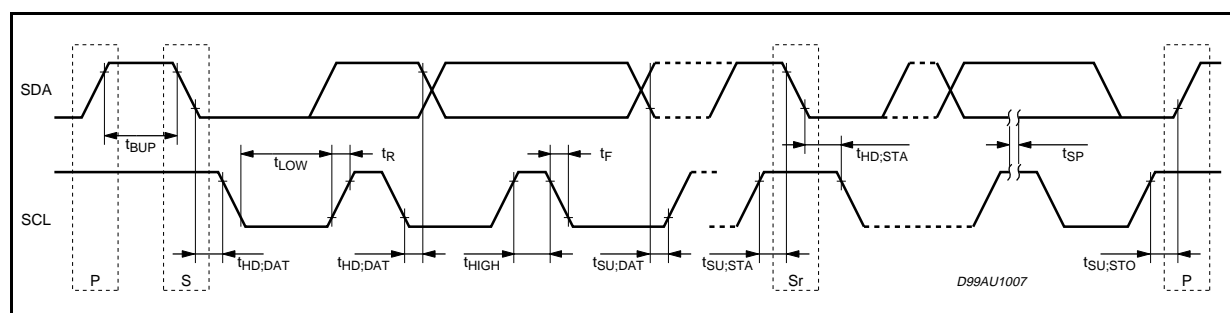 SDA
tBUP
tLOW
tR
tF
tHD;STA
tSP
SCL
tHD;DAT
tHD;DAT
tHIGH
tSU;DAT
tSU;STA
tSU;STO
P
S
Sr
D99AU1007
P